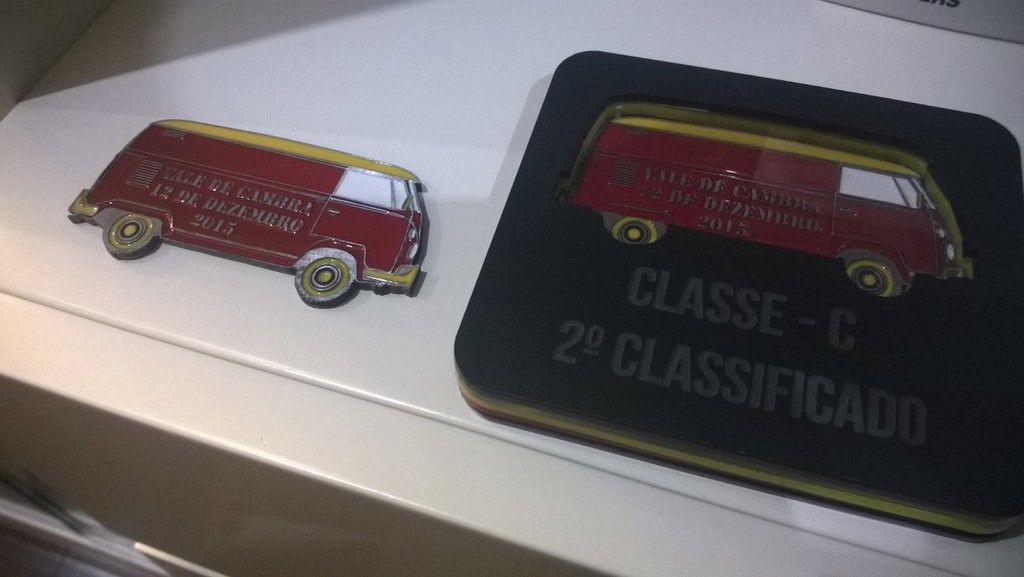 VALE DE CAMBRA
12 DE DEZEMBRO
2015
VALE DE CAMBRA
12 DE DEZEMBRO
2015
CLASSE - C
2º CLASSIFICADO